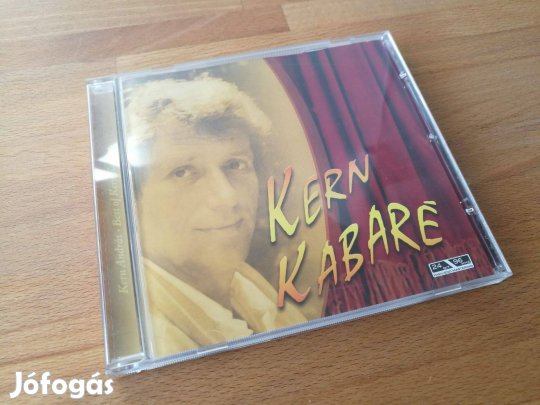 KERN
KABARÉ
24 96
Kern András
Jófogás